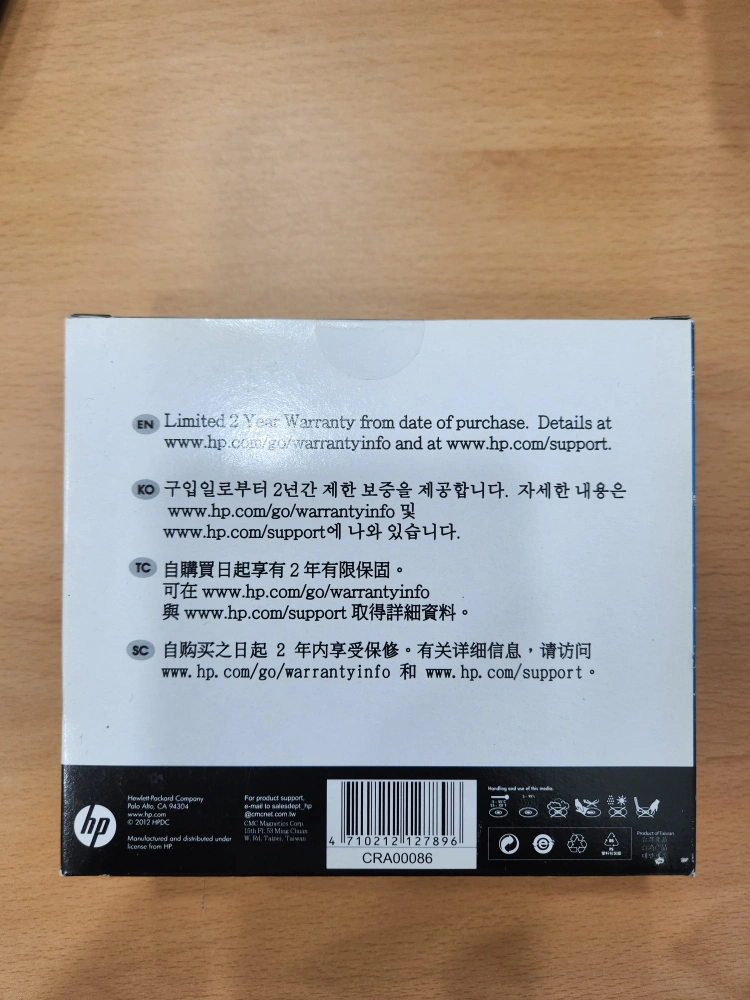 EN Limited 2 Year Warranty from date of purchase. Details at
www.hp.com/go/warrantyinfo and at www.hp.com/support.
KO 구입일로부터 2년간 제한 보증을 제공합니다. 자세한 내용은
www.hp.com/go/warrantyinfo 및
www.hp.com/support에 나와 있습니다.
TC 自購買日起享有 2 年有限保固。
可在 www.hp.com/go/warrantyinfo
與 www.hp.com/support 取得詳細資料。
SC 自购买之日起 2 年内享受保修。有关详细信息，请访问
www.hp.com/go/warrantyinfo 和 www.hp.com/support。
hp
Hewlett-Packard Company
Palo Alto, CA 94304
www.hp.com
© 2012 HPDC
Manufactured and distributed under
license from HP.
For product support,
e-mail to salesdept_hp
@cmcnet.com.tw
CMC Magnetics Corp.
15th Fl. 53 Ming Chuan
W. Rd. Taipei, Taiwan
4 710212 127896
CRA00086
Handling and use of this media.
Product of Taiwan
台灣產品